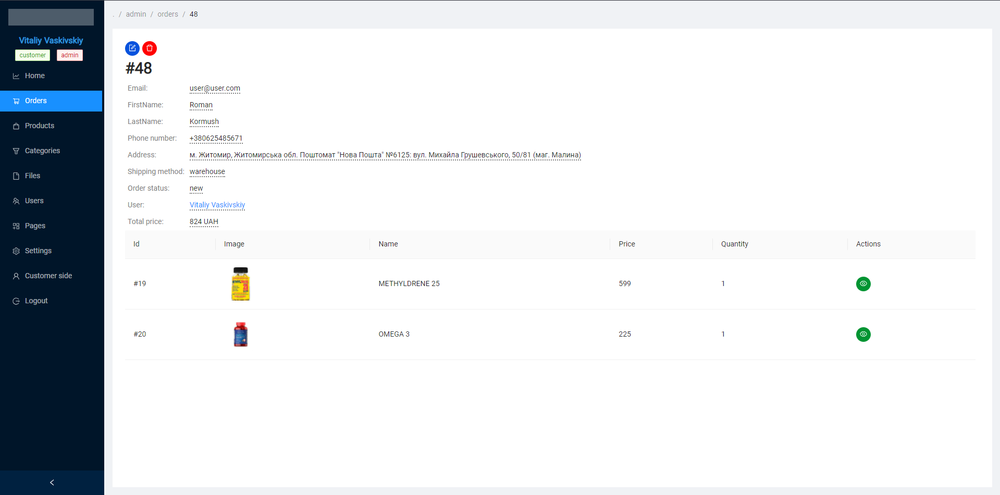 Vitaliy Vaskivskiy
customer admin
Home
Orders
Products
Categories
Files
Users
Pages
Settings
Customer side
Logout
. / admin / orders / 48
#48
Email: user@user.com
FirstName: Roman
LastName: Kormush
Phone number: +380625485671
Address: м. Житомир, Житомирська обл. Поштомат "Нова Пошта" №6125: вул. Михайла Грушевського, 50/81 (маг. Малина)
Shipping method: warehouse
Order status: new
User: Vitaliy Vaskivskiy
Total price: 824 UAH
Id Image Name Price Quantity Actions
#19 METHYLDRENE 25 599 1
#20 OMEGA 3 225 1